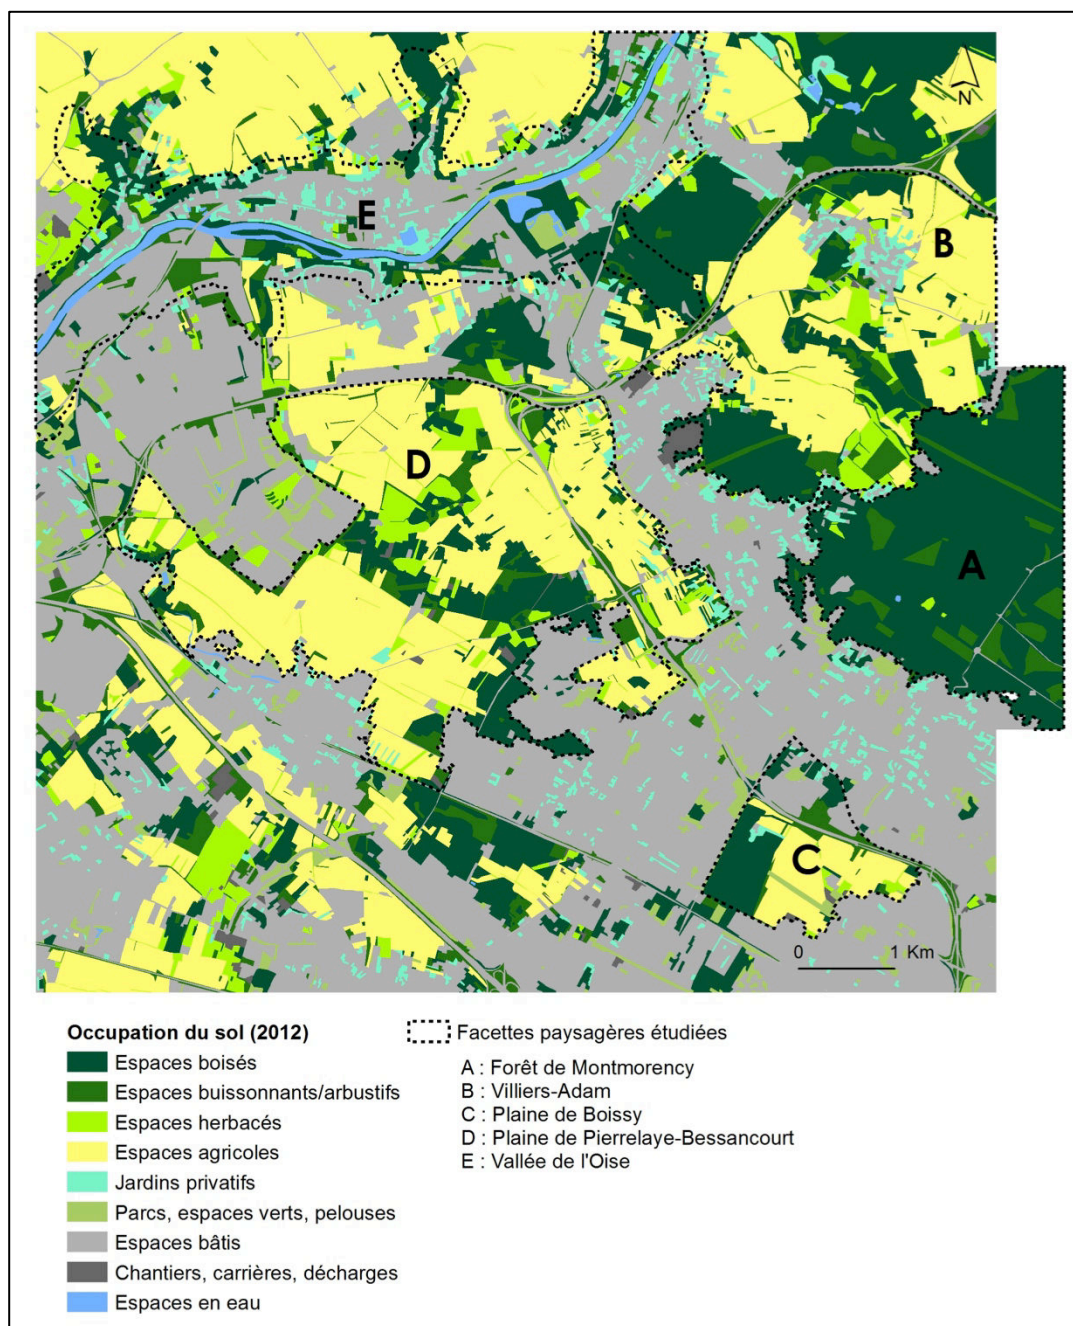 N
E
B
D
A
C
0 1 Km
Occupation du sol (2012)
Espaces boisés
Espaces buissonnants/arbustifs
Espaces herbacés
Espaces agricoles
Jardins privatifs
Parcs, espaces verts, pelouses
Espaces bâtis
Chantiers, carrières, décharges
Espaces en eau
Facettes paysagères étudiées
A : Forêt de Montmorency
B : Villiers-Adam
C : Plaine de Boissy
D : Plaine de Pierrelaye-Bessancourt
E : Vallée de l'Oise